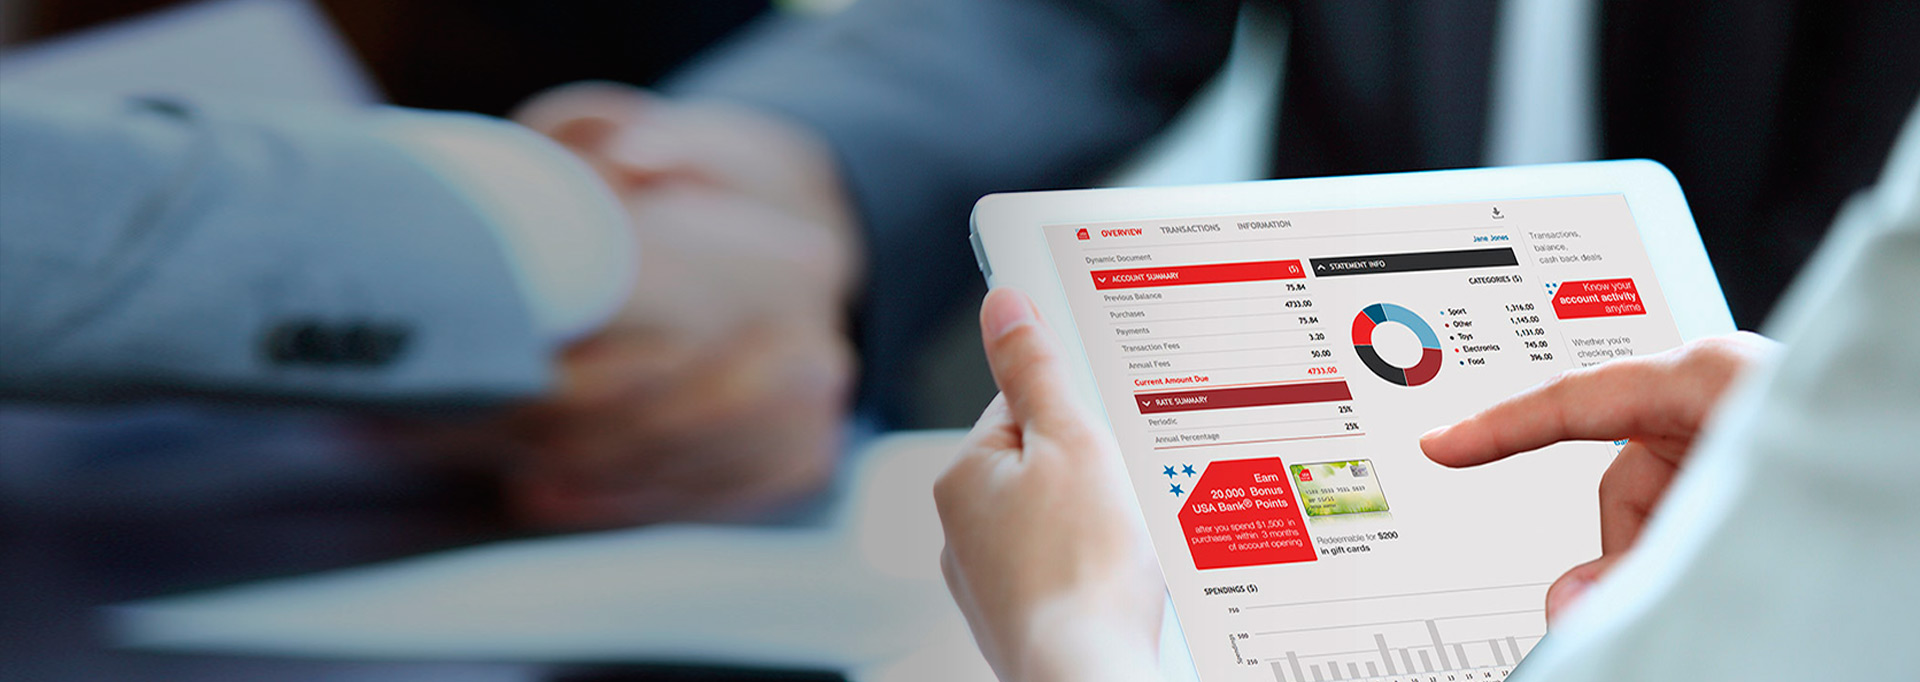 OVERVIEW TRANSACTIONS INFORMATION
Dynamic Document
Jane Jones
ACCOUNT SUMMARY ($)
Previous Balance 75.84
Purchases 4733.00
Payments 75.84
Transaction Fees 3.20
Annual Fees 50.00
Current Amount Due 4733.00
RATE SUMMARY
Periodic 25%
Annual Percentage 25%
STATEMENT INFO
CATEGORIES ($)
Sport 1,316.00
Other 1,145.00
Toys 1,131.00
Electronics 745.00
Food 396.00
Transactions,
balance,
cash back deals
Know your
account activity
anytime
Whether you're
checking daily
Earn
20,000 Bonus
USA Bank® Points
after you spend $1,500 in
purchases within 3 months
of account opening
Redeemable for $200
in gift cards
SPENDINGS ($)
750
500
250
Spendings